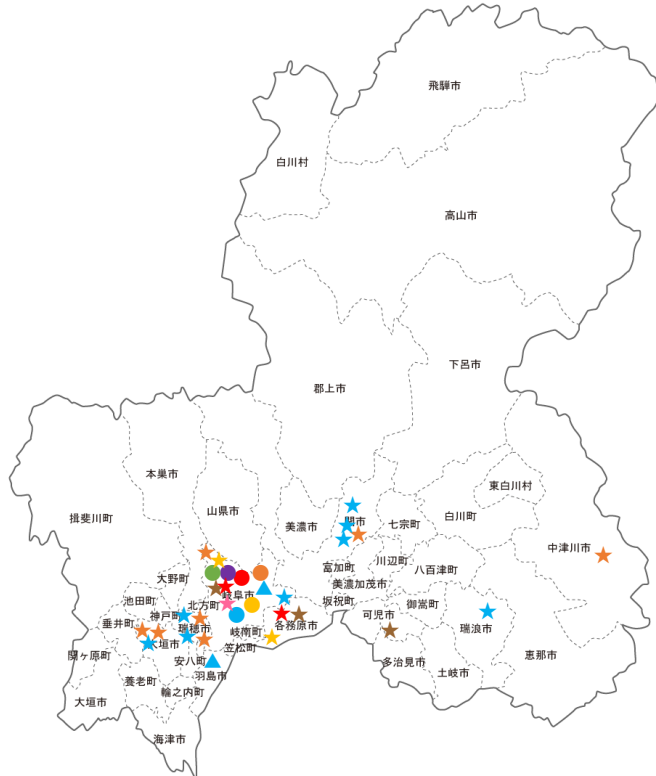 飛騨市
白川村
高山市
下呂市
郡上市
東白川村
本巣市
山県市
揖斐川町
美濃市
関市
七宗町
白川町
中津川市
富加町
川辺町
八百津町
大野町
美濃加茂市
岐阜市
池田町
坂祝町
御嵩町
北方町
神戸町
可児市
垂井町
瑞穂市
岐南町
各務原市
瑞浪市
大垣市
笠松町
関ヶ原町
安八町
恵那市
多治見市
土岐市
羽島市
養老町
輪之内町
大垣市
海津市